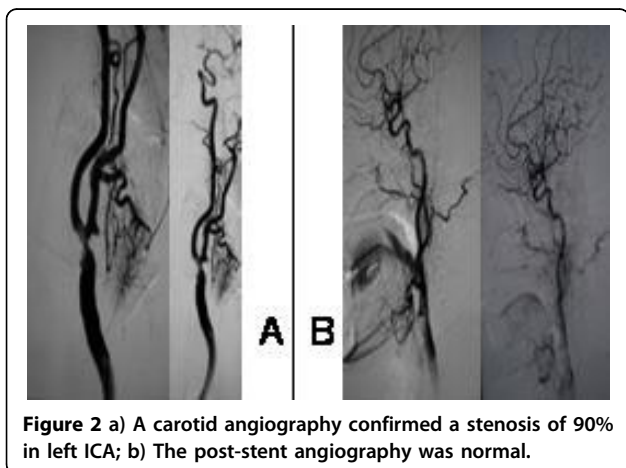 A B
Figure 2 a) A carotid angiography confirmed a stenosis of 90%
in left ICA; b) The post-stent angiography was normal.